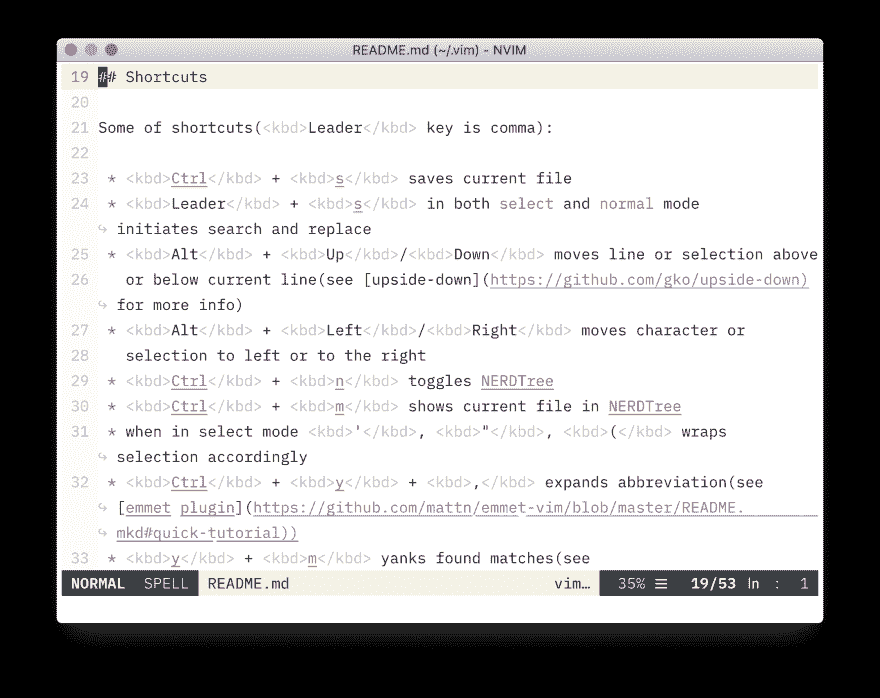 README.md (~/.vim) - NVIM
19 ## Shortcuts
20
21 Some of shortcuts(<kbd>Leader</kbd> key is comma):
22
23 * <kbd>Ctrl</kbd> + <kbd>s</kbd> saves current file
24 * <kbd>Leader</kbd> + <kbd>s</kbd> in both select and normal mode
↪ initiates search and replace
25 * <kbd>Alt</kbd> + <kbd>Up</kbd>/<kbd>Down</kbd> moves line or selection above
26 or below current line(see [upside-down](https://github.com/gko/upside-down)
↪ for more info)
27 * <kbd>Alt</kbd> + <kbd>Left</kbd>/<kbd>Right</kbd> moves character or
28 selection to left or to the right
29 * <kbd>Ctrl</kbd> + <kbd>n</kbd> toggles NERDTree
30 * <kbd>Ctrl</kbd> + <kbd>m</kbd> shows current file in NERDTree
31 * when in select mode <kbd>'</kbd>, <kbd>"</kbd>, <kbd>(</kbd> wraps
↪ selection accordingly
32 * <kbd>Ctrl</kbd> + <kbd>y</kbd> + <kbd>,</kbd> expands abbreviation(see
↪ [emmet plugin](https://github.com/mattn/emmet-vim/blob/master/README.
↪ mkd#quick-tutorial))
33 * <kbd>y</kbd> + <kbd>m</kbd> yanks found matches(see
NORMAL SPELL README.md vim… 35% ☰ 19/53 ln : 1